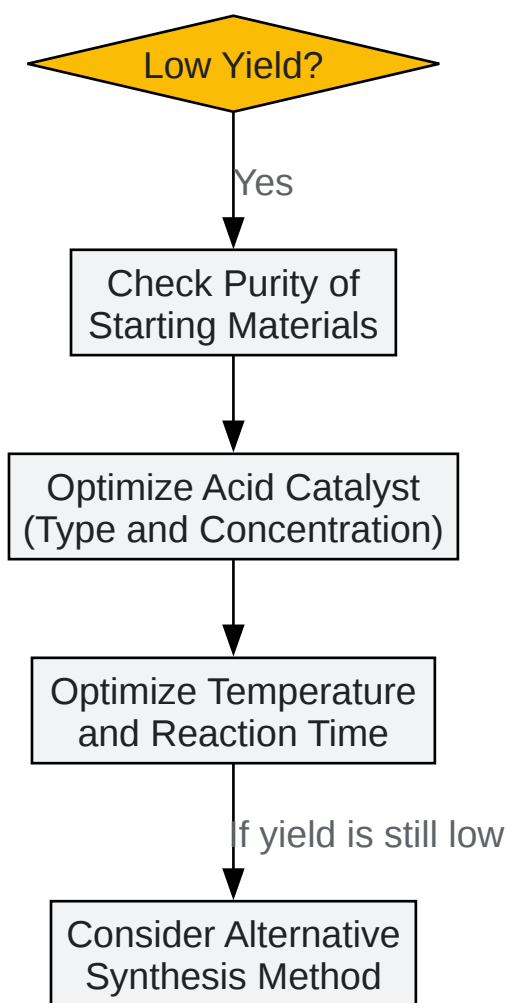 Low Yield?
Yes
Check Purity of
Starting Materials
Optimize Acid Catalyst
(Type and Concentration)
Optimize Temperature
and Reaction Time
If yield is still low
Consider Alternative
Synthesis Method